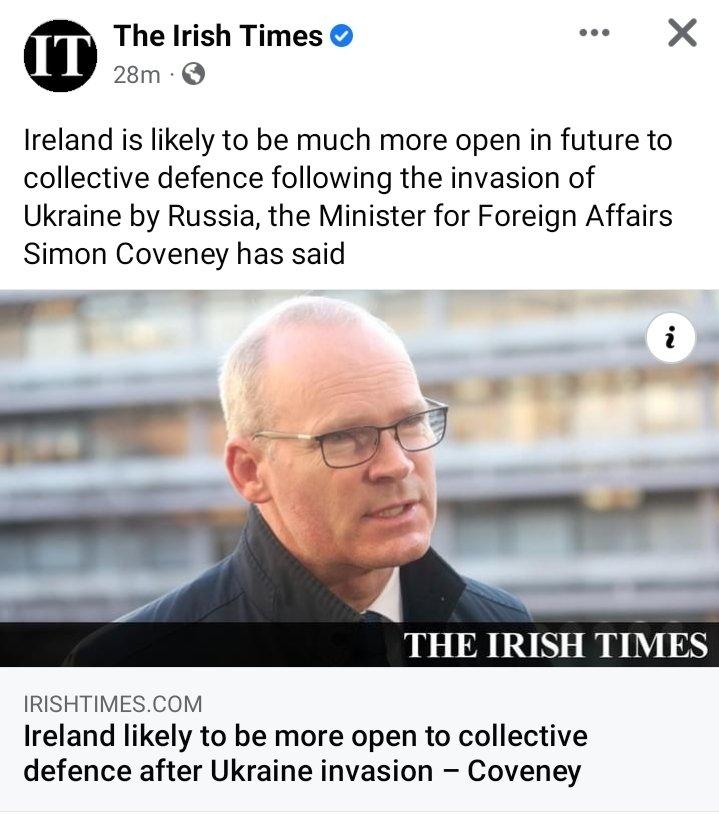 IT
The Irish Times
28m ·
Ireland is likely to be much more open in future to
collective defence following the invasion of
Ukraine by Russia, the Minister for Foreign Affairs
Simon Coveney has said
i
THE IRISH TIMES
IRISHTIMES.COM
Ireland likely to be more open to collective
defence after Ukraine invasion – Coveney